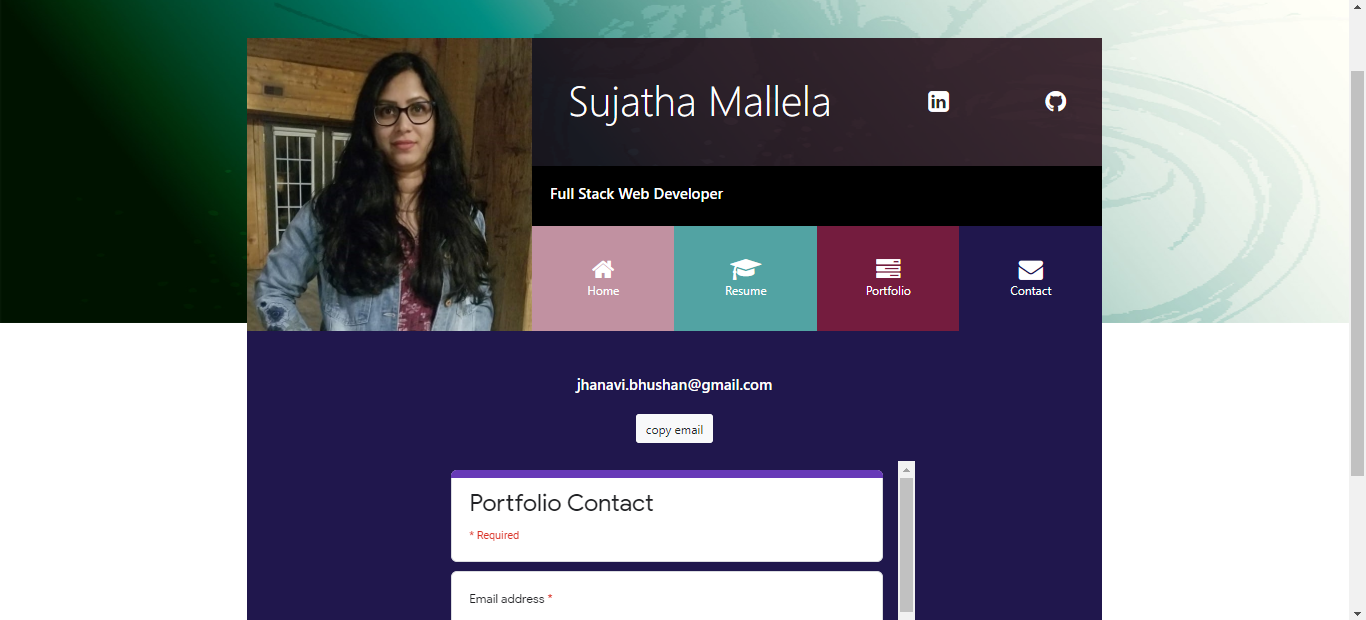 Sujatha Mallela
Full Stack Web Developer
Home
Resume
Portfolio
Contact
jhanavi.bhushan@gmail.com
copy email
Portfolio Contact
* Required
Email address *